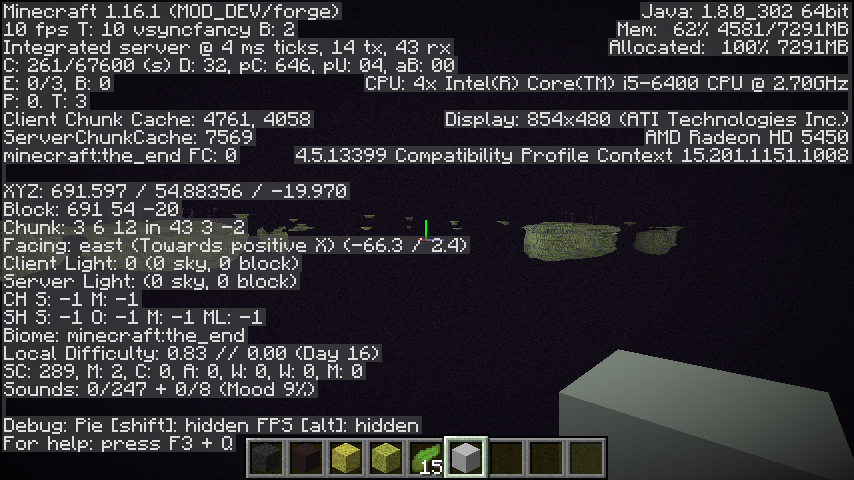 Minecraft 1.16.1 (MOD_DEV/forge)
10 fps T: 10 vsyncfancy B: 2
Integrated server @ 4 ms ticks, 14 tx, 43 rx
C: 261/67600 (s) D: 32, pC: 646, pU: 04, aB: 00
E: 0/3, B: 0
P: 0. T: 3
Client Chunk Cache: 4761, 4058
ServerChunkCache: 7569
minecraft:the_end FC: 0
XYZ: 691.597 / 54.88356 / -19.970
Block: 691 54 -20
Chunk: 3 6 12 in 43 3 -2
Facing: east (Towards positive X) (-66.3 / 2.4)
Client Light: 0 (0 sky, 0 block)
Server Light: (0 sky, 0 block)
CH S: -1 M: -1
SH S: -1 O: -1 M: -1 ML: -1
Biome: minecraft:the_end
Local Difficulty: 0.83 // 0.00 (Day 16)
SC: 289, M: 2, C: 0, A: 0, W: 0, W: 0, M: 0
Sounds: 0/247 + 0/8 (Mood 9%)
Debug: Pie [shift]: hidden FPS [alt]: hidden
For help: press F3 + Q
Java: 1.8.0_302 64bit
Mem: 62% 4581/7291MB
Allocated: 100% 7291MB
CPU: 4x Intel(R) Core(TM) i5-6400 CPU @ 2.70GHz
Display: 854x480 (ATI Technologies Inc.)
AMD Radeon HD 5450
4.5.13399 Compatibility Profile Context 15.201.1151.1008
15